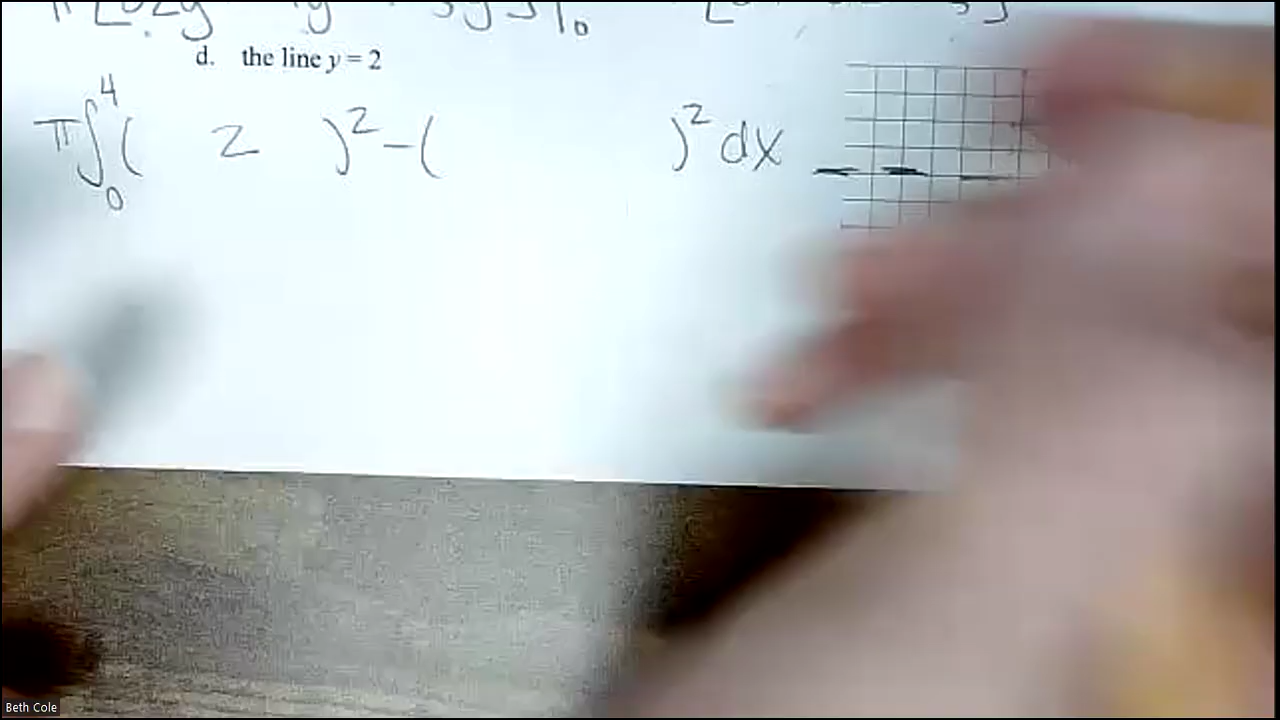 d. the line y = 2
π∫₀⁴ ( 2 )² - ( )² dx
Beth Cole